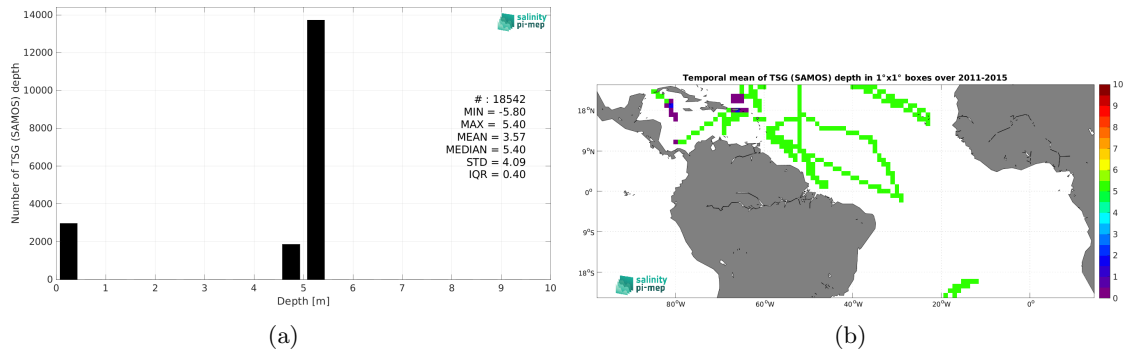 14000
12000
10000
8000
6000
4000
2000
0
Number of TSG (SAMOS) depth
0 1 2 3 4 5 6 7 8 9 10
Depth [m]
salinity
pi-mep
# : 18542
MIN = -5.80
MAX = 5.40
MEAN = 3.57
MEDIAN = 5.40
STD = 4.09
IQR = 0.40
(a)
Temporal mean of TSG (SAMOS) depth in 1°x1° boxes over 2011-2015
18°N
9°N
0°
9°S
18°S
80°W 60°W 40°W 20°W 0°
salinity
pi-mep
10
9
8
7
6
5
4
3
2
1
0
(b)